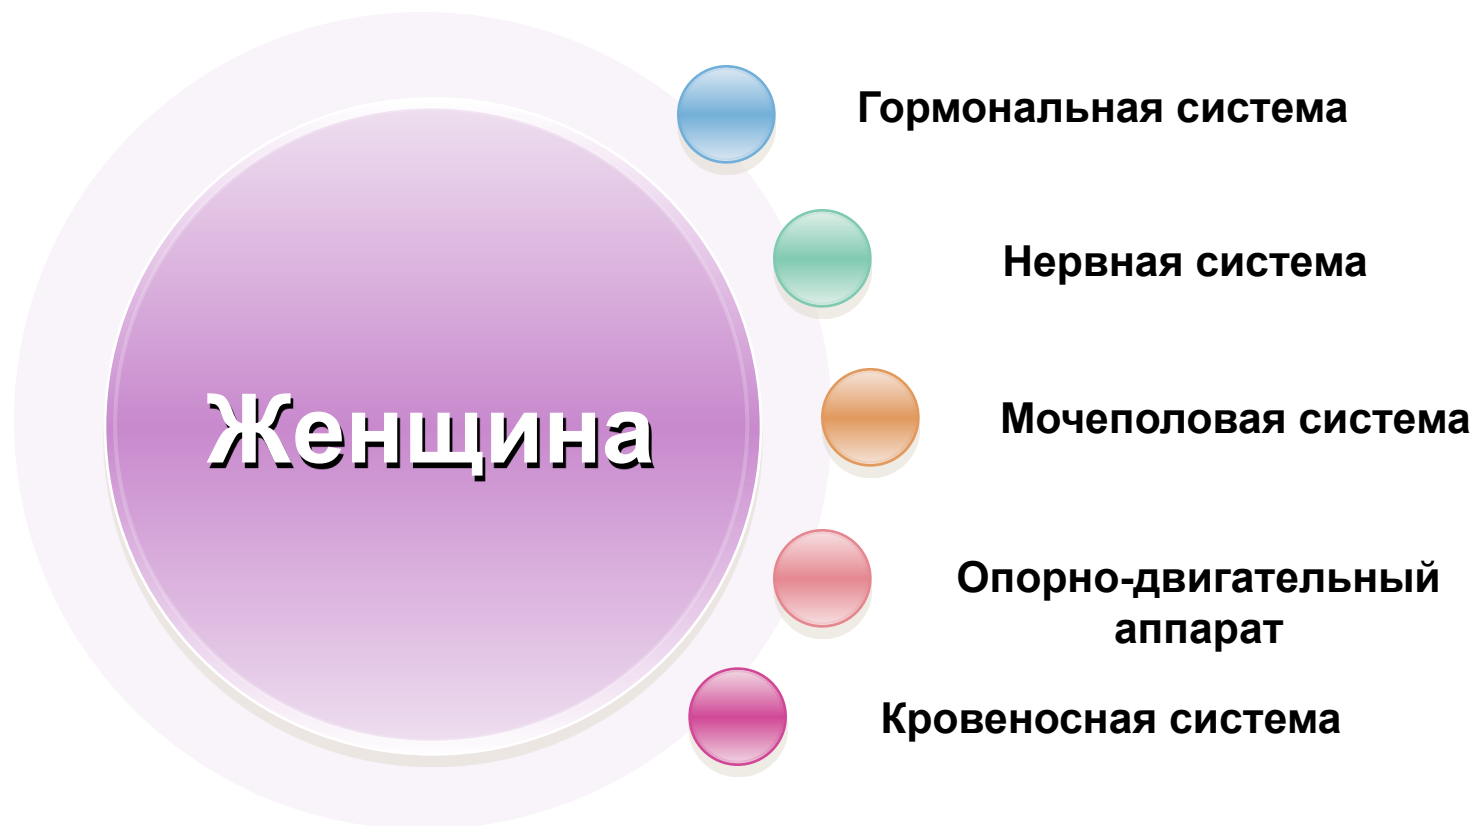 Гормональная система
Нервная система
Женщина
Мочеполовая система
Опорно-двигательный
аппарат
Кровеносная система